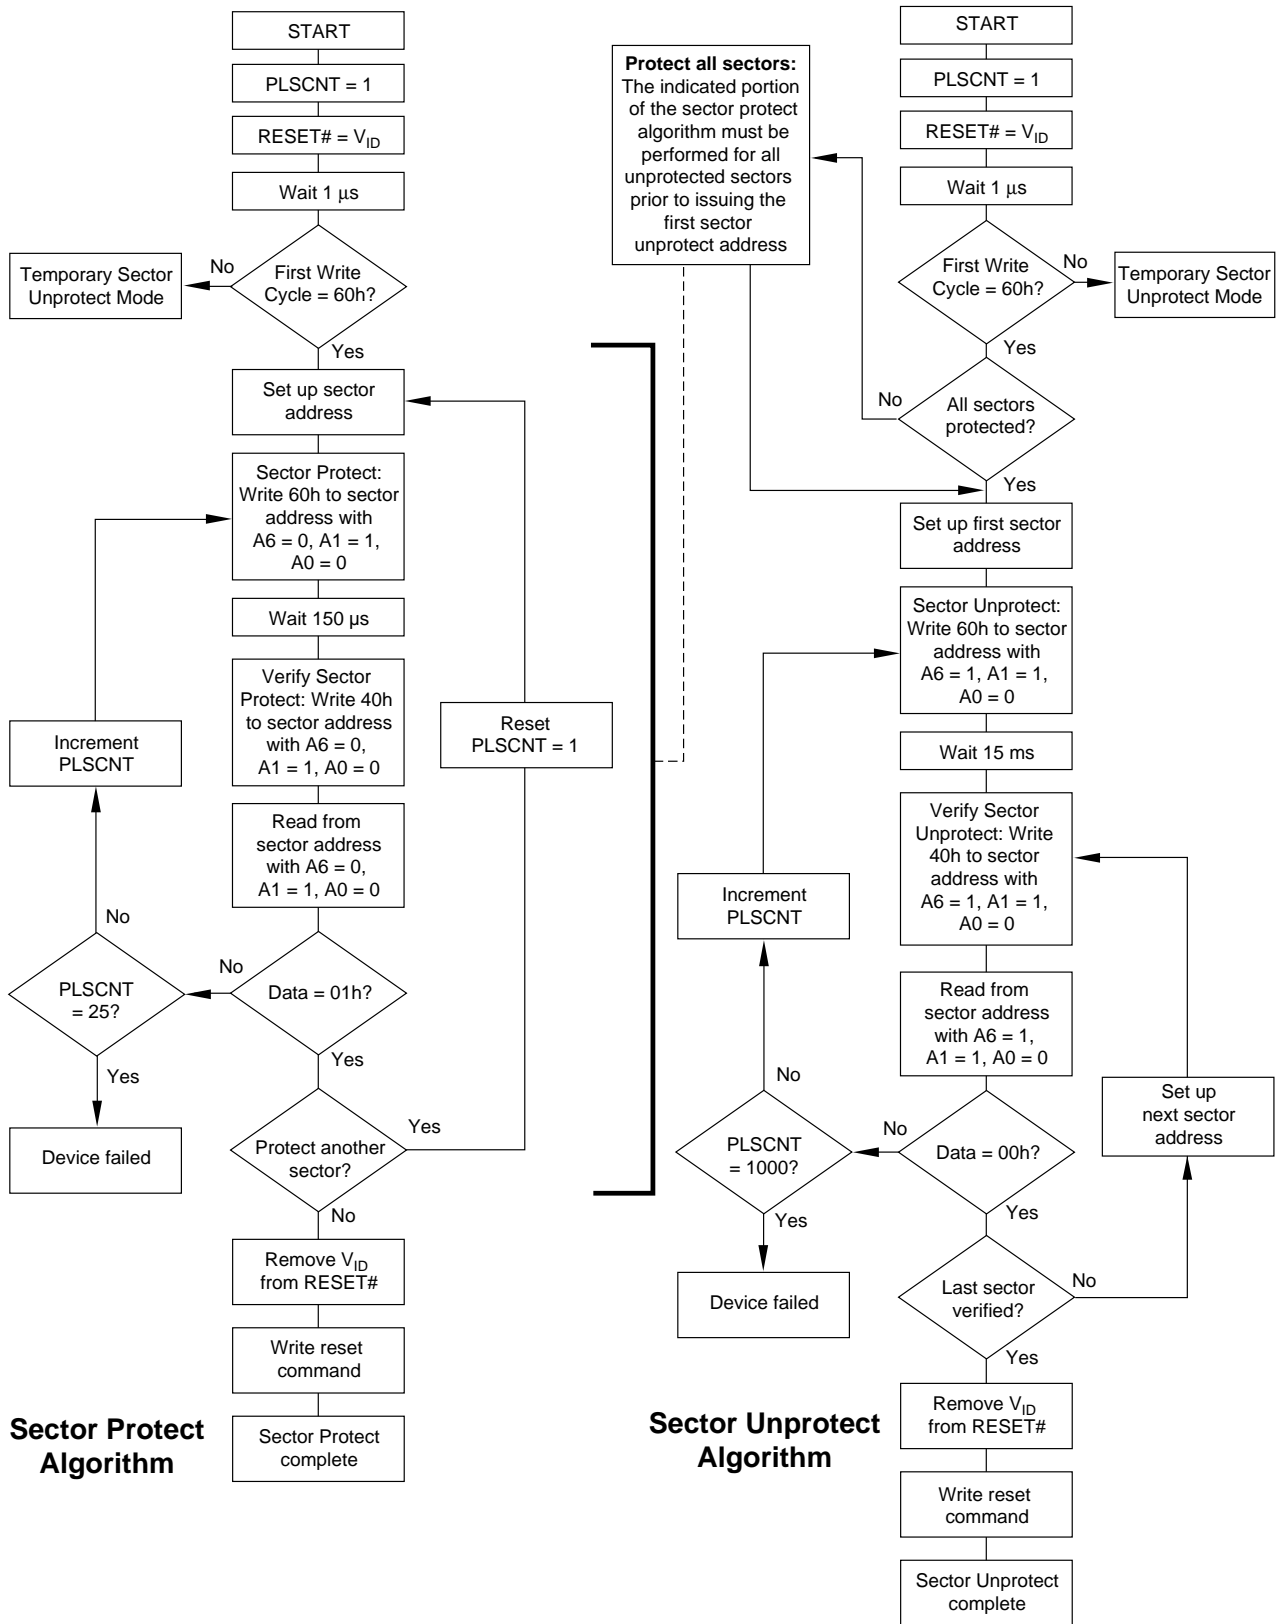 START
PLSCNT = 1
RESET# = VID
Wait 1 μs
First Write
Cycle = 60h?
No
Temporary Sector
Unprotect Mode
Yes
Set up sector
address
Sector Protect:
Write 60h to sector
address with
A6 = 0, A1 = 1,
A0 = 0
Wait 150 µs
Verify Sector
Protect: Write 40h
to sector address
with A6 = 0,
A1 = 1, A0 = 0
Read from
sector address
with A6 = 0,
A1 = 1, A0 = 0
Data = 01h?
No
PLSCNT
= 25?
No
Increment
PLSCNT
Yes
Device failed
Yes
Protect another
sector?
Yes
Reset
PLSCNT = 1
No
Remove VID
from RESET#
Write reset
command
Sector Protect
complete
Sector Protect
Algorithm
Protect all sectors:
The indicated portion
of the sector protect
algorithm must be
performed for all
unprotected sectors
prior to issuing the
first sector
unprotect address
START
PLSCNT = 1
RESET# = VID
Wait 1 μs
First Write
Cycle = 60h?
No
Temporary Sector
Unprotect Mode
Yes
All sectors
protected?
No
Yes
Set up first sector
address
Sector Unprotect:
Write 60h to sector
address with
A6 = 1, A1 = 1,
A0 = 0
Wait 15 ms
Verify Sector
Unprotect: Write
40h to sector
address with
A6 = 1, A1 = 1,
A0 = 0
Read from
sector address
with A6 = 1,
A1 = 1, A0 = 0
Data = 00h?
No
PLSCNT
= 1000?
No
Increment
PLSCNT
Yes
Device failed
Yes
Last sector
verified?
No
Set up
next sector
address
Yes
Remove VID
from RESET#
Write reset
command
Sector Unprotect
complete
Sector Unprotect
Algorithm